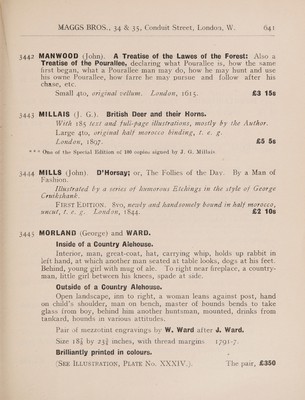 MAGGS BROS., 34 & 35, Conduit Street, London, W. 641
3442 MANWOOD (John). A Treatise of the Lawes of the Forest: Also a
Treatise of the Pourallee, declaring what Pourallee is, how the same
first began, what a Pourallee man may do, how he may hunt and use
his owne Pourallee, how farre he may pursue and follow after his
chase, etc.
Small 4to, original vellum. London, 1615. £3 15s
3443 MILLAIS (J. G.). British Deer and their Horns.
With 185 text and full-page illustrations, mostly by the Author.
Large 4to, original half morocco binding, t. e. g.
London, 1897. £5 5s
*** One of the Special Edition of 100 copies signed by J. G. Millais.
3444 MILLS (John). D'Horsay; or, The Follies of the Day. By a Man of
Fashion.
Illustrated by a series of humorous Etchings in the style of George
Cruikshank.
FIRST EDITION. 8vo, newly and handsomely bound in half morocco,
uncut, t. e. g. London, 1844. £2 10s
3445 MORLAND (George) and WARD.
Inside of a Country Alehouse.
Interior, man, great-coat, hat, carrying whip, holds up rabbit in
left hand, at which another man seated at table looks, dogs at his feet.
Behind, young girl with mug of ale. To right near fireplace, a country-
man, little girl between his knees, spade at side.
Outside of a Country Alehouse.
Open landscape, inn to right, a woman leans against post, hand
on child's shoulder, man on bench, master of hounds bends to take
glass from boy, behind him another huntsman, mounted, drinks from
tankard, hounds in various attitudes.
Pair of mezzotint engravings by W. Ward after J. Ward.
Size 18¾ by 23¾ inches, with thread margins 1791-7.
Brilliantly printed in colours.
(SEE ILLUSTRATION, PLATE NO. XXXIV.). The pair, £350